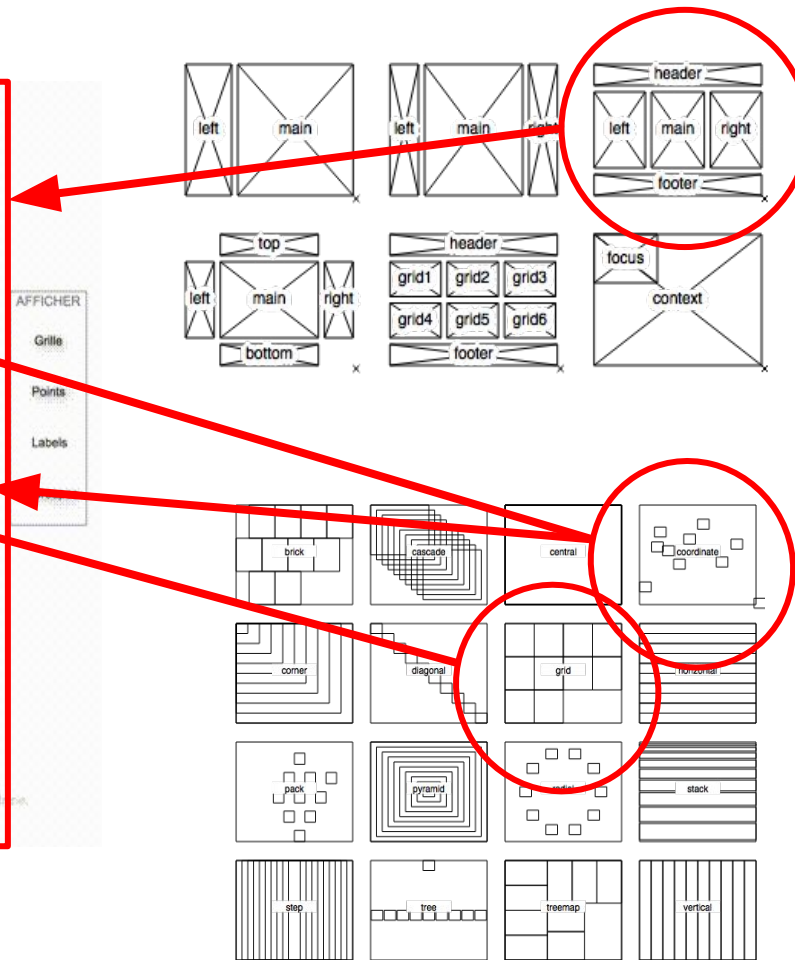 header
left main left main right left main right
footer
top header
focus
grid1 grid2 grid3
left main right context
grid4 grid5 grid6
bottom footer
AFFICHER
Grille
Points
Labels
brick cascade central coordinate
corner diagonal grid horizontal
pack pyramid radial stack
step tree treemap vertical